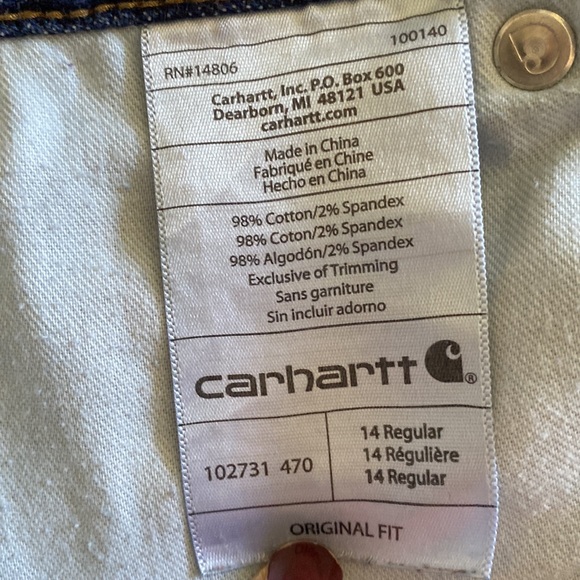 RN#14806 100140
Carhartt, Inc. P.O. Box 600
Dearborn, MI 48121 USA
carhartt.com
Made in China
Fabriqué en Chine
Hecho en China
98% Cotton/2% Spandex
98% Coton/2% Spandex
98% Algodón/2% Spandex
Exclusive of Trimming
Sans garniture
Sin incluir adorno
carhartt ®
102731 470
14 Regular
14 Régulière
14 Regular
ORIGINAL FIT